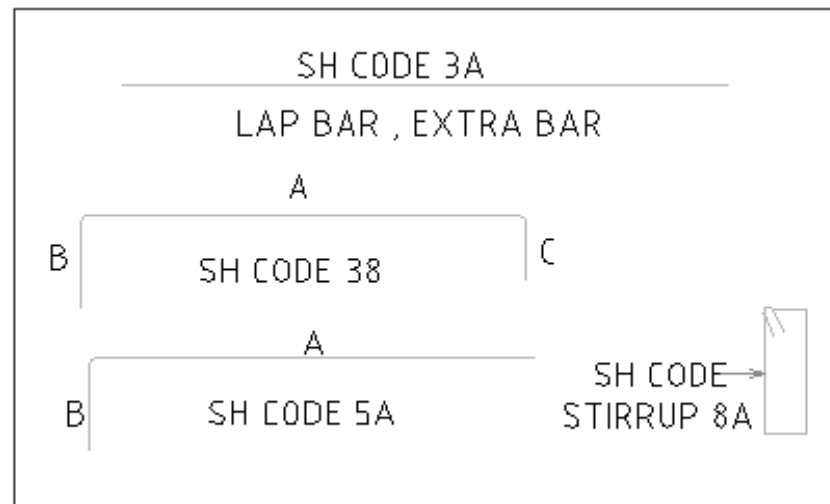 SH CODE 3A
LAP BAR , EXTRA BAR
A
B
C
SH CODE 38
A
B
SH CODE 5A
SH CODE
STIRRUP 8A